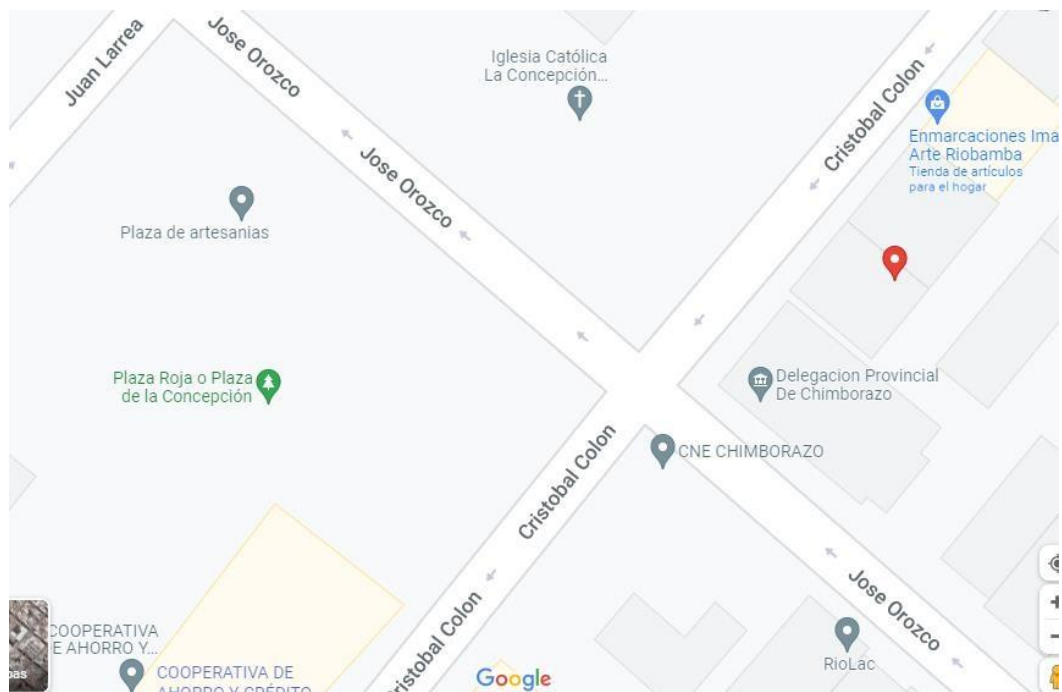 Juan Larrea
Jose Orozco
Iglesia Católica
La Concepción...
Cristobal Colon
Enmarcaciones Ima
Arte Riobamba
Tienda de artículos
para el hogar
Jose Orozco
Plaza de artesanias
Plaza Roja o Plaza
de la Concepción
Delegacion Provincial
De Chimborazo
CNE CHIMBORAZO
Cristobal Colon
Jose Orozco
RioLac
Cristobal Colon
COOPERATIVA
E AHORRO Y...
COOPERATIVA DE
AHORRO Y CRÉDITO
Google